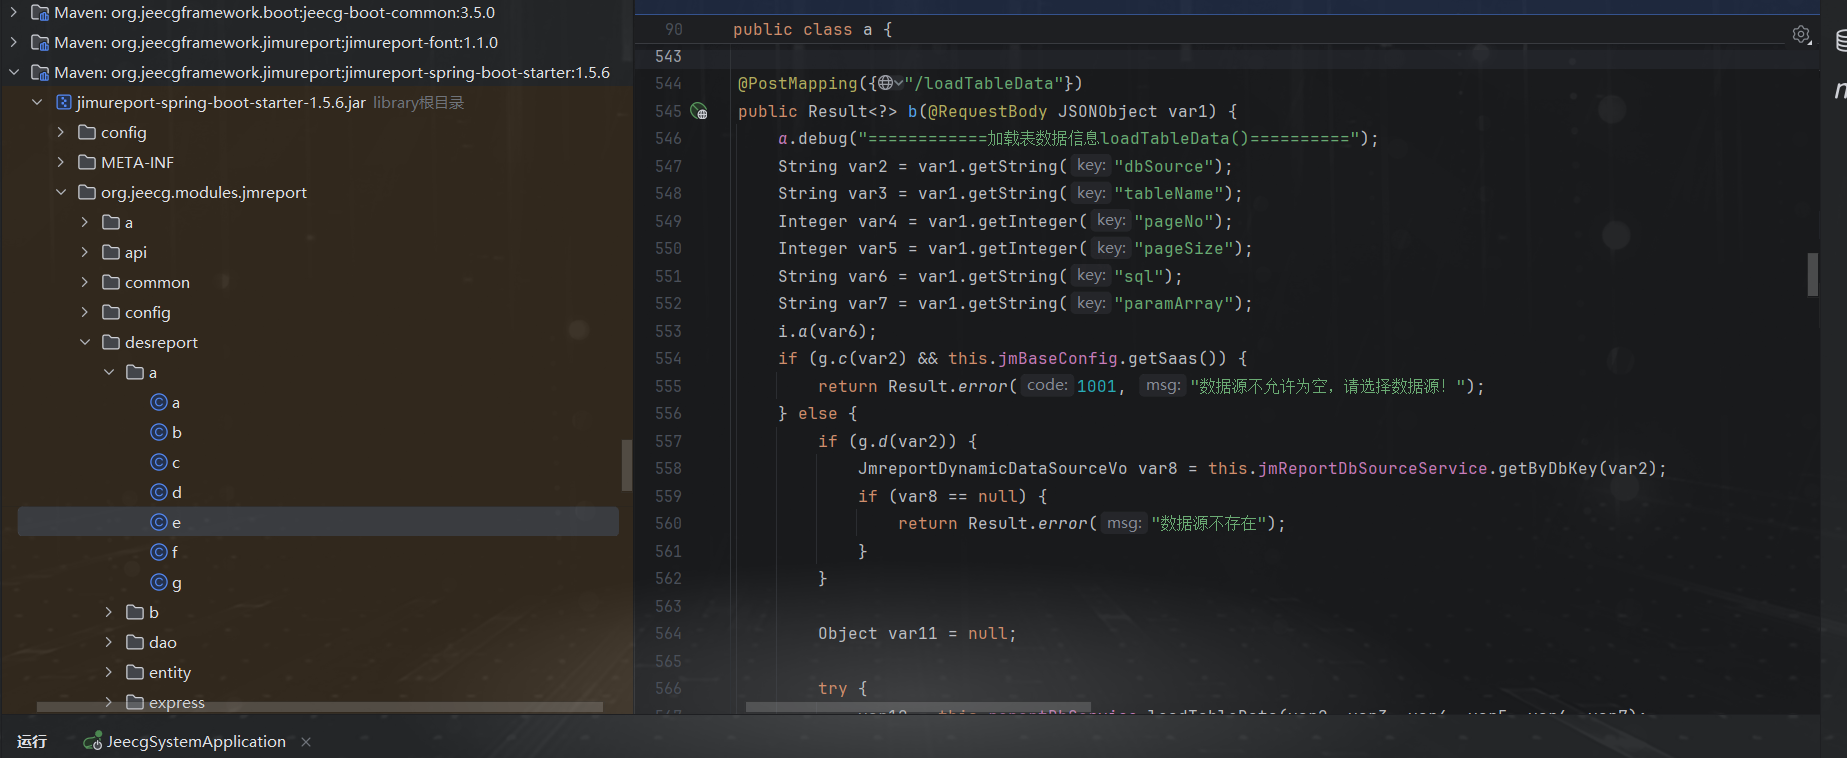 Maven: org.jeecgframework.boot:jeecg-boot-common:3.5.0
Maven: org.jeecgframework.jimureport:jimureport-font:1.1.0
Maven: org.jeecgframework.jimureport:jimureport-spring-boot-starter:1.5.6
jimureport-spring-boot-starter-1.5.6.jar library根目录
config
META-INF
org.jeecg.modules.jmreport
a
api
common
config
desreport
a
a
b
c
d
e
f
g
b
dao
entity
express
90 public class a {
543
544 @PostMapping({"/loadTableData"})
545 public Result<?> b(@RequestBody JSONObject var1) {
546 a.debug("============加载表数据信息loadTableData()==========");
547 String var2 = var1.getString( key: "dbSource");
548 String var3 = var1.getString( key: "tableName");
549 Integer var4 = var1.getInteger( key: "pageNo");
550 Integer var5 = var1.getInteger( key: "pageSize");
551 String var6 = var1.getString( key: "sql");
552 String var7 = var1.getString( key: "paramArray");
553 i.a(var6);
554 if (g.c(var2) && this.jmBaseConfig.getSaas()) {
555 return Result.error( code: 1001, msg: "数据源不允许为空，请选择数据源！");
556 } else {
557 if (g.d(var2)) {
558 JmreportDynamicDataSourceVo var8 = this.jmReportDbSourceService.getByDbKey(var2);
559 if (var8 == null) {
560 return Result.error( msg: "数据源不存在");
561 }
562 }
563
564 Object var11 = null;
565
566 try {
运行 JeecgSystemApplication